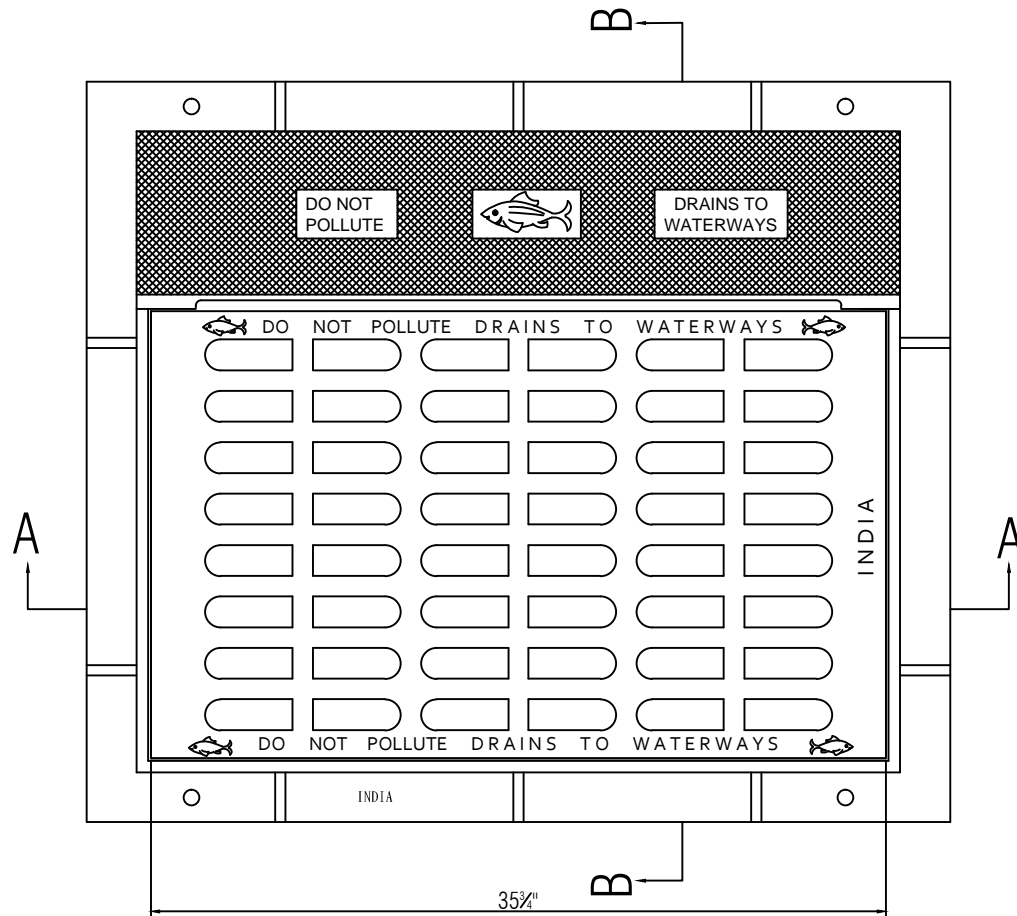 B
DO NOT
POLLUTE
DRAINS TO
WATERWAYS
DO NOT POLLUTE DRAINS TO WATERWAYS
INDIA
A
A
DO NOT POLLUTE DRAINS TO WATERWAYS
INDIA
B
35¾"